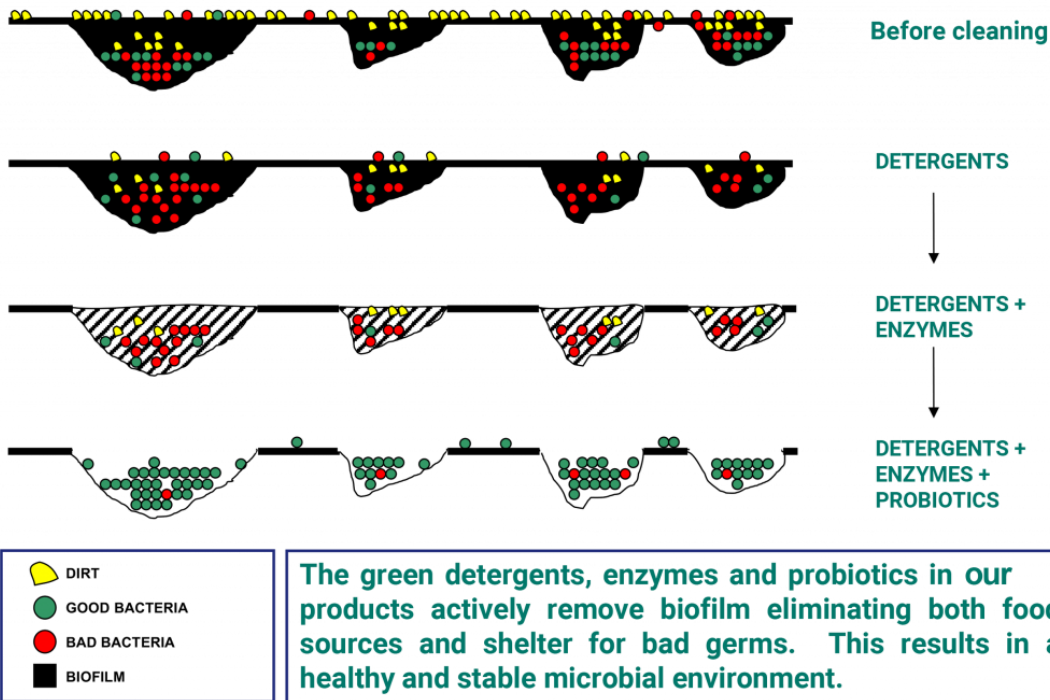 Before cleaning
DETERGENTS
DETERGENTS +
ENZYMES
DETERGENTS +
ENZYMES +
PROBIOTICS
DIRT
GOOD BACTERIA
BAD BACTERIA
BIOFILM
The green detergents, enzymes and probiotics in our
products actively remove biofilm eliminating both food
sources and shelter for bad germs. This results in a
healthy and stable microbial environment.